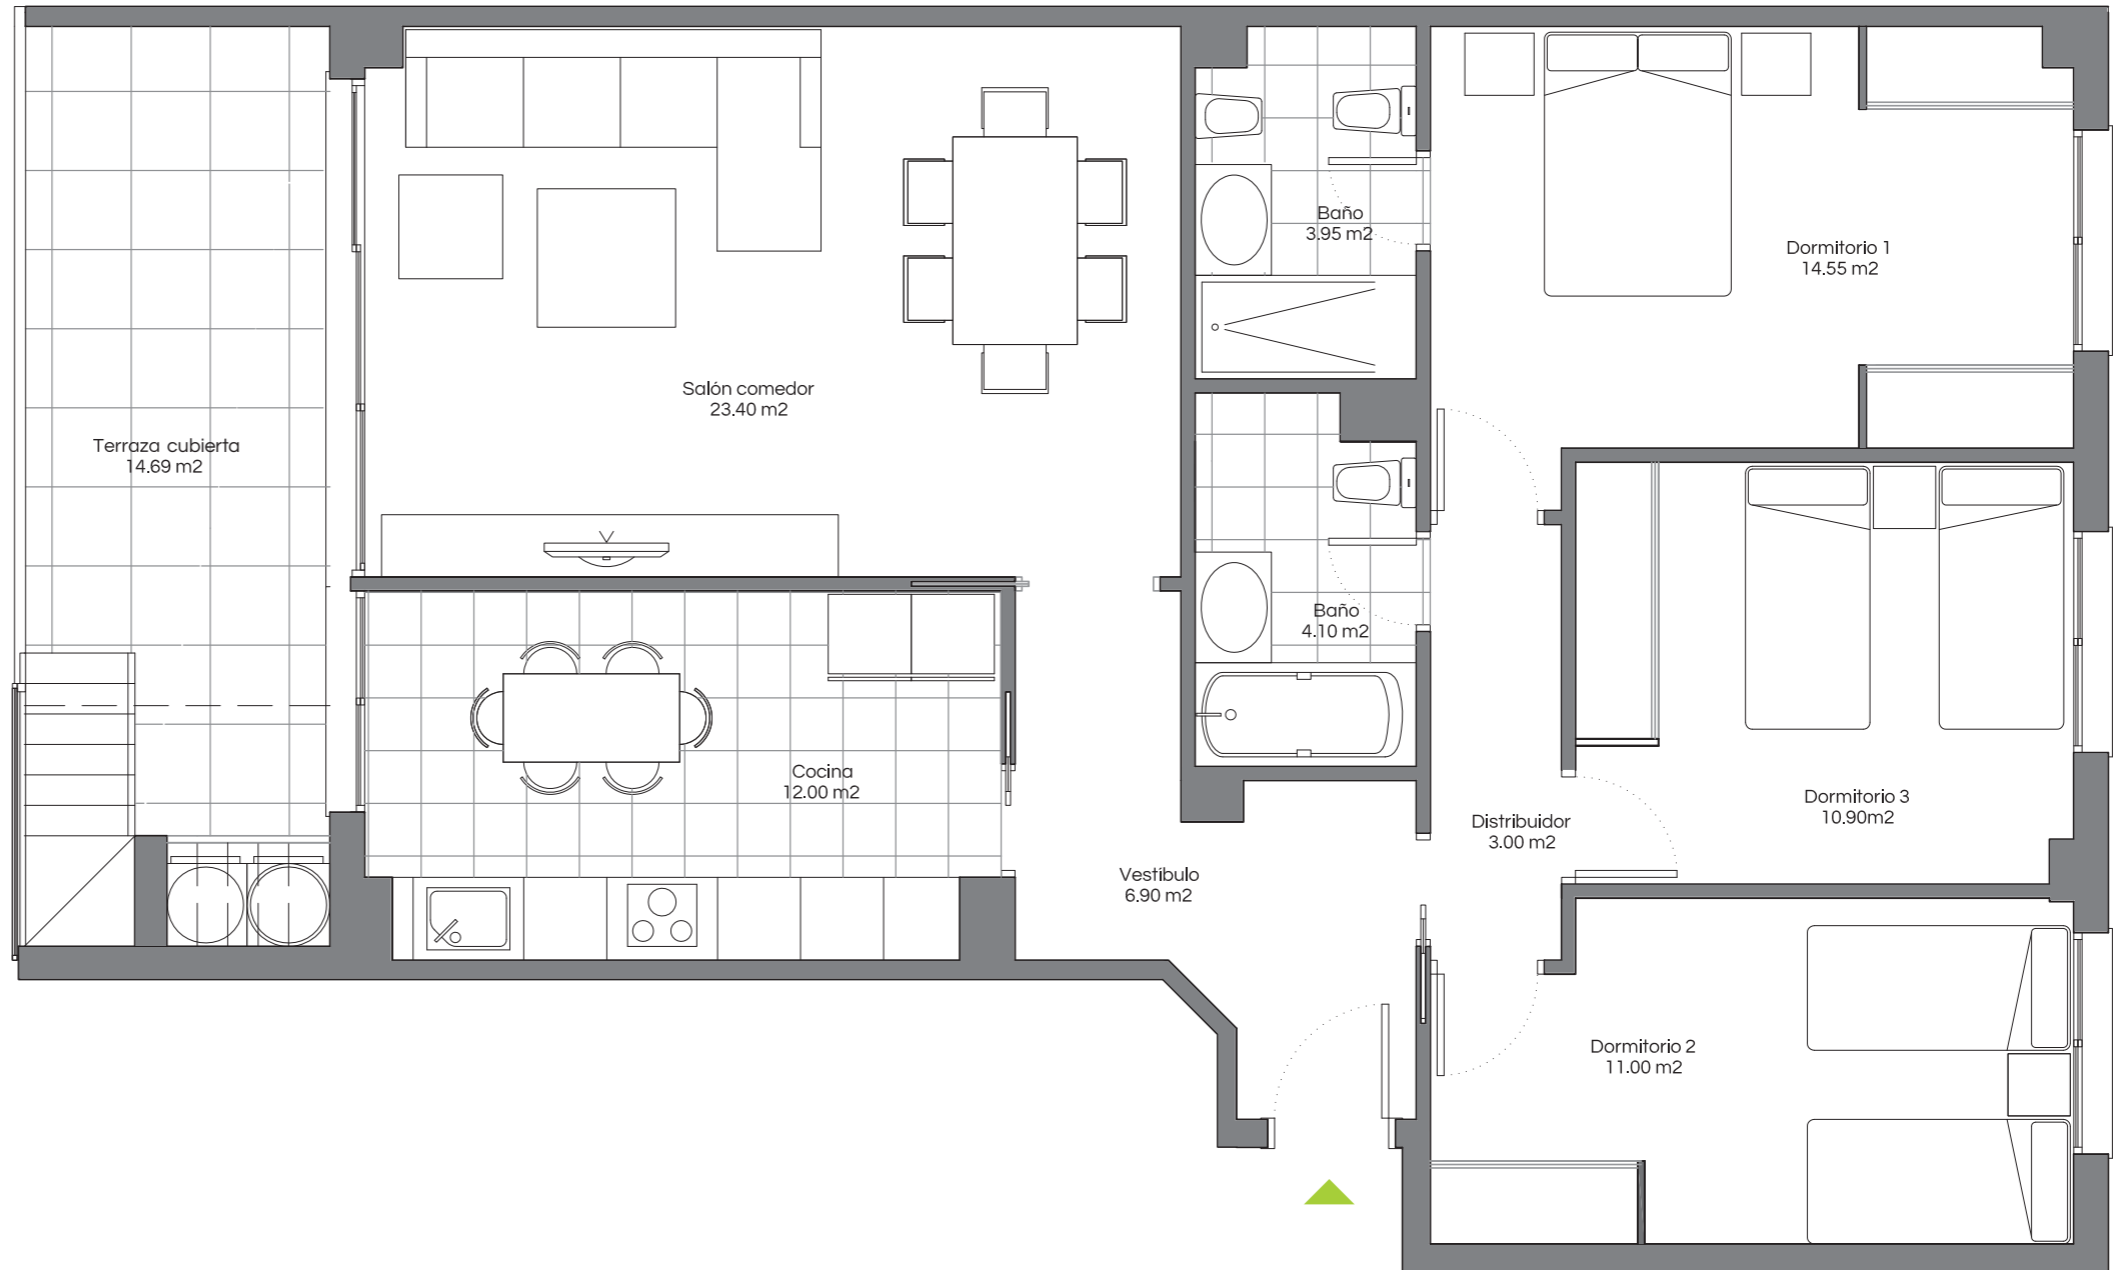 Baño
3.95 m2
Dormitorio 1
14.55 m2
Salón comedor
23.40 m2
Terraza cubierta
14.69 m2
Baño
4.10 m2
Cocina
12.00 m2
Dormitorio 3
10.90m2
Distribuidor
3.00 m2
Vestíbulo
6.90 m2
Dormitorio 2
11.00 m2